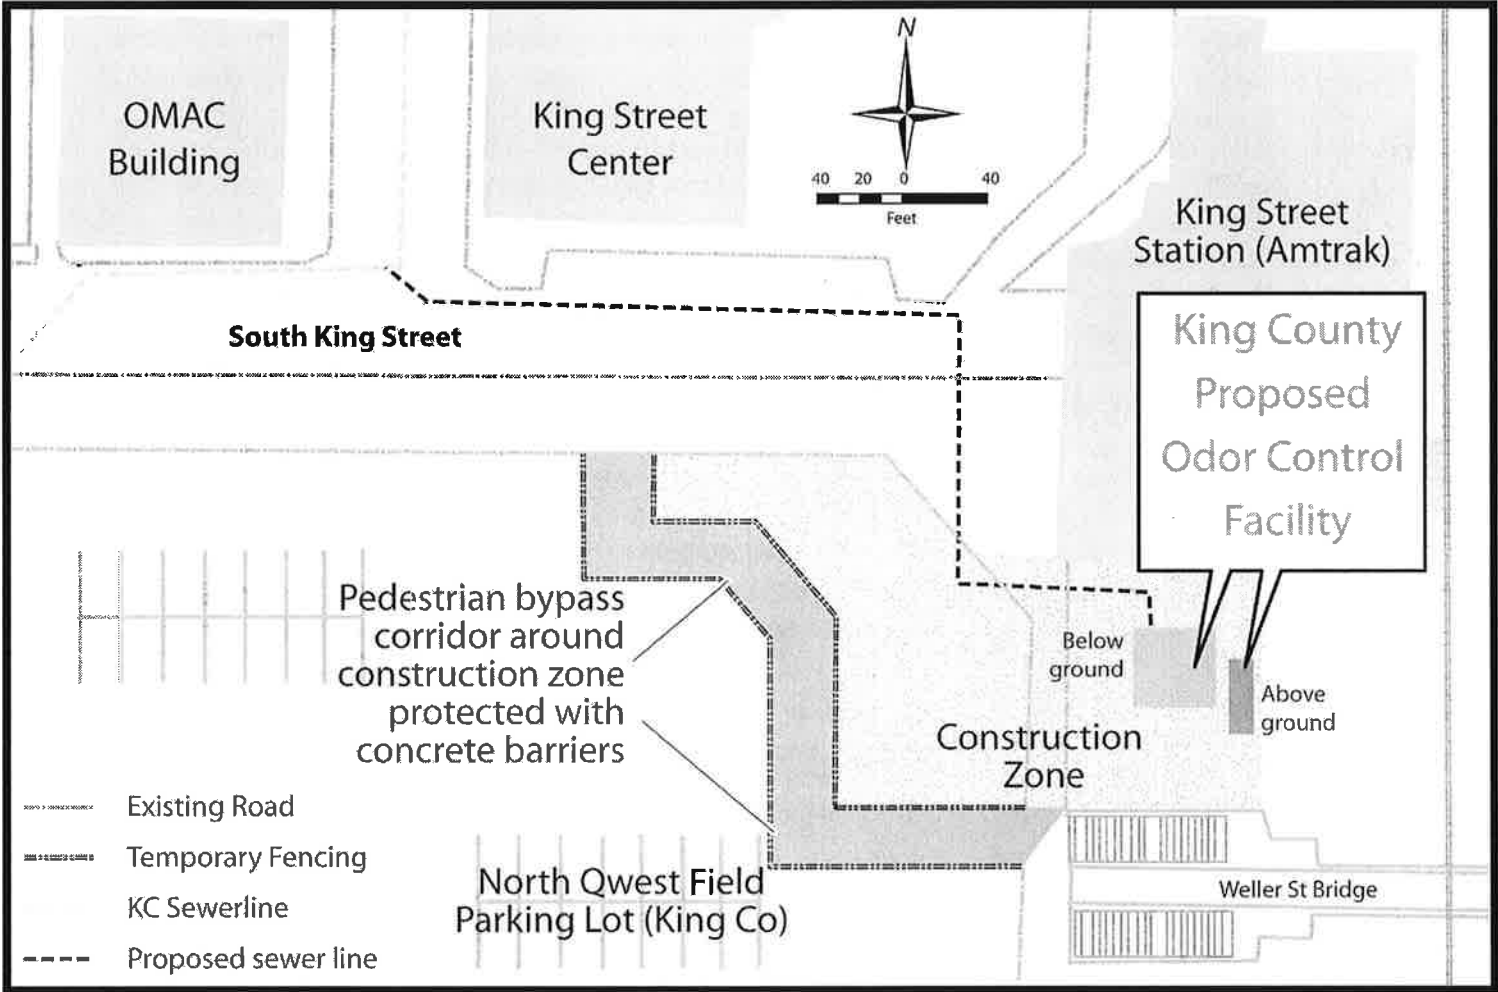 N
40 20 0 40
Feet
OMAC
Building
King Street
Center
King Street
Station (Amtrak)
King County
Proposed
Odor Control
Facility
South King Street
Pedestrian bypass
corridor around
construction zone
protected with
concrete barriers
Below
ground
Above
ground
Construction
Zone
Existing Road
Temporary Fencing
KC Sewerline
Proposed sewer line
North Qwest Field
Parking Lot (King Co)
Weller St Bridge